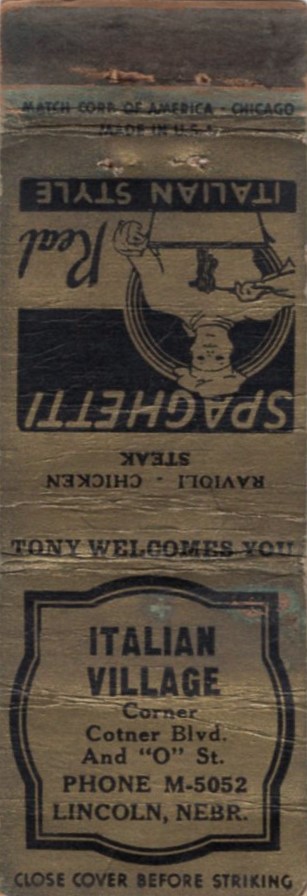 MATCH CORP. OF AMERICA - CHICAGO
MADE IN U.S.A.
ITALIAN STYLE
Real
SPAGHETTI
STEAK
RAVIOLI - CHICKEN
TONY WELCOMES YOU
ITALIAN
VILLAGE
Corner
Cotner Blvd.
And "O" St.
PHONE M-5052
LINCOLN, NEBR.
CLOSE COVER BEFORE STRIKING